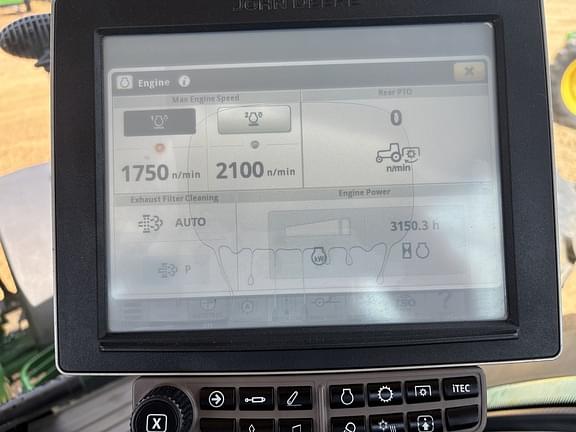 JOHN DEERE
Engine i
Max Engine Speed
Rear PTO
0
1750 n/min
2100 n/min
n/min
Exhaust Filter Cleaning
Engine Power
AUTO
3150.3 h
kW
P
?
X
iTEC